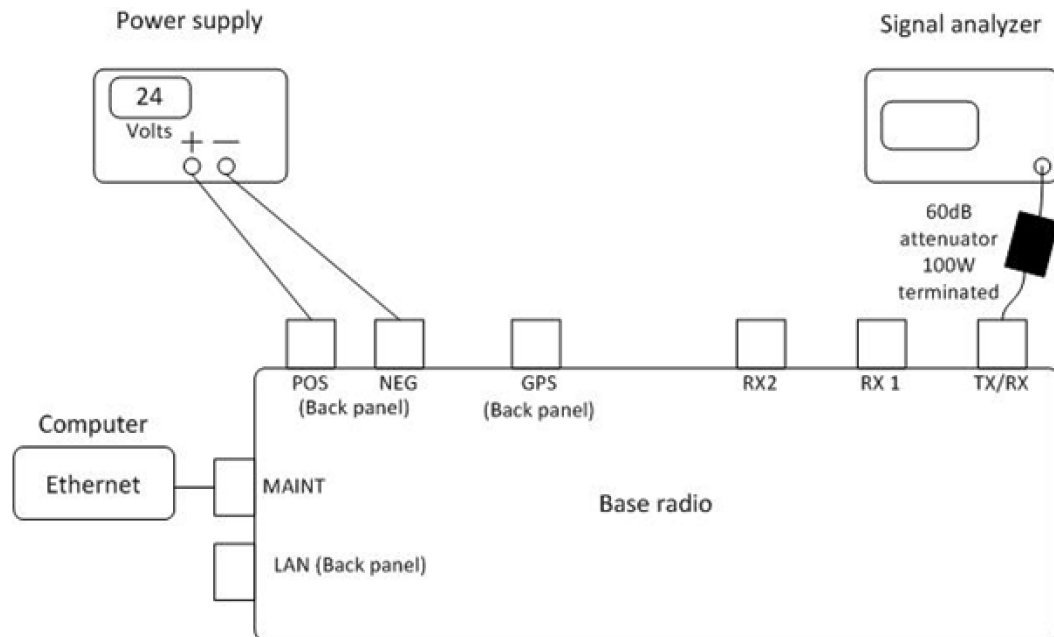 Power supply
Signal analyzer
24
Volts
+ —
60dB
attenuator
100W
terminated
POS NEG GPS RX2 RX 1 TX/RX
(Back panel) (Back panel)
Computer
Ethernet
MAINT
Base radio
LAN (Back panel)